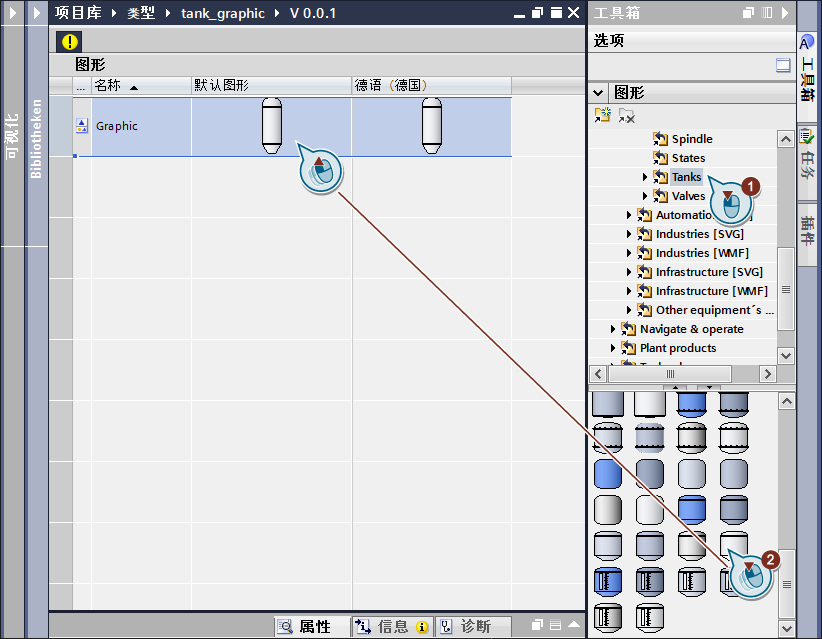 项目库 ▸ 类型 ▸ tank_graphic ▸ V 0.0.1
图形
... 名称 默认图形 德语（德国）
Graphic
可视化
Bibliotheken
属性 信息 诊断
工具箱
选项
图形
Spindle
States
Tanks
1
Valves
Automatio
Industries [SVG]
Industries [WMF]
Infrastructure [SVG]
Infrastructure [WMF]
Other equipment´s ...
Navigate & operate
Plant products
2
工具箱
任务
插件